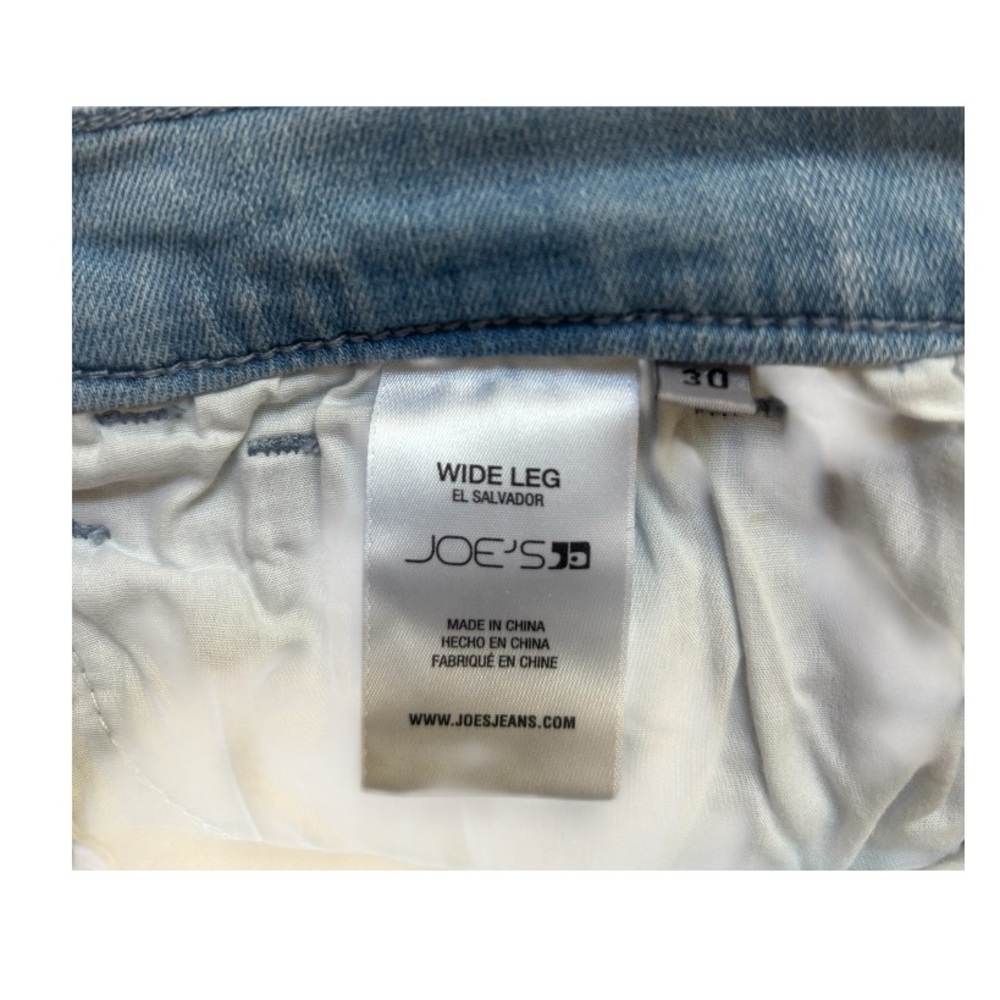 30
WIDE LEG
EL SALVADOR
JOE'S
MADE IN CHINA
HECHO EN CHINA
FABRIQUÉ EN CHINE
WWW.JOESJEANS.COM